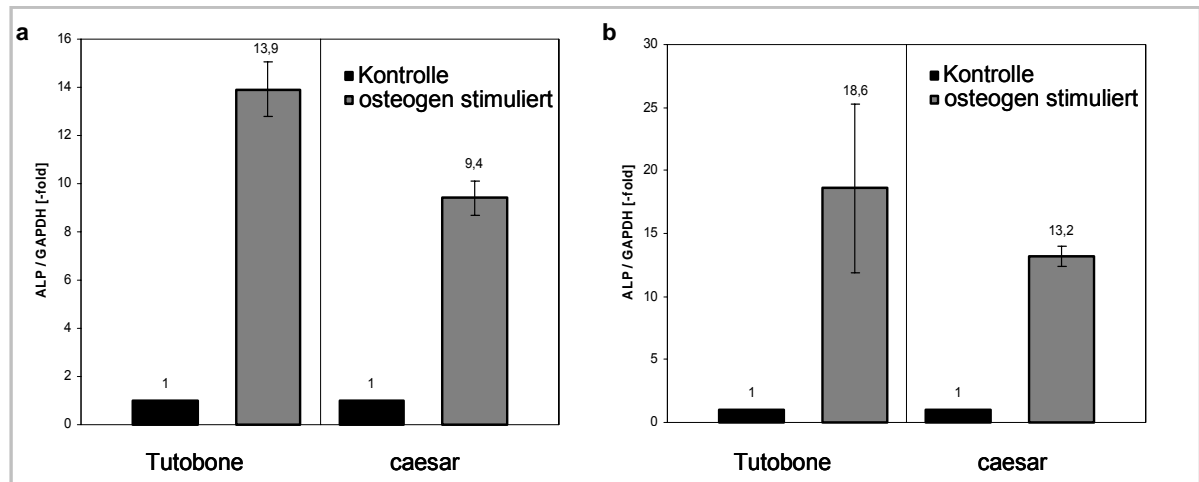 a
16
14
12
10
8
6
4
2
0
ALP / GAPDH [-fold]
13,9
9,4
1
1
Kontrolle
osteogen stimuliert
Tutobone
caesar
b
30
25
20
15
10
5
0
ALP / GAPDH [-fold]
18,6
13,2
1
1
Kontrolle
osteogen stimuliert
Tutobone
caesar